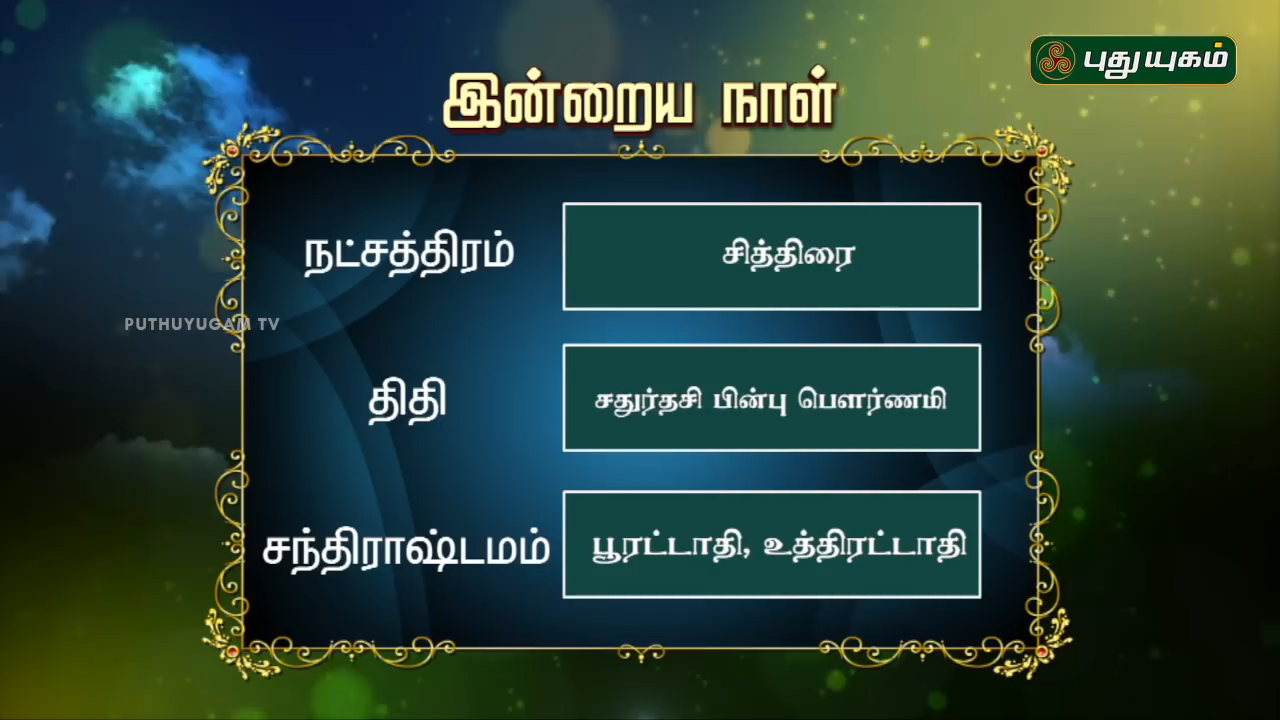 புதுயுகம்
இன்றைய நாள்
நட்சத்திரம்
சித்திரை
PUTHUYUGAM TV
திதி
சதுர்தசி பின்பு பௌர்ணமி
சந்திராஷ்டமம்
பூரட்டாதி, உத்திரட்டாதி